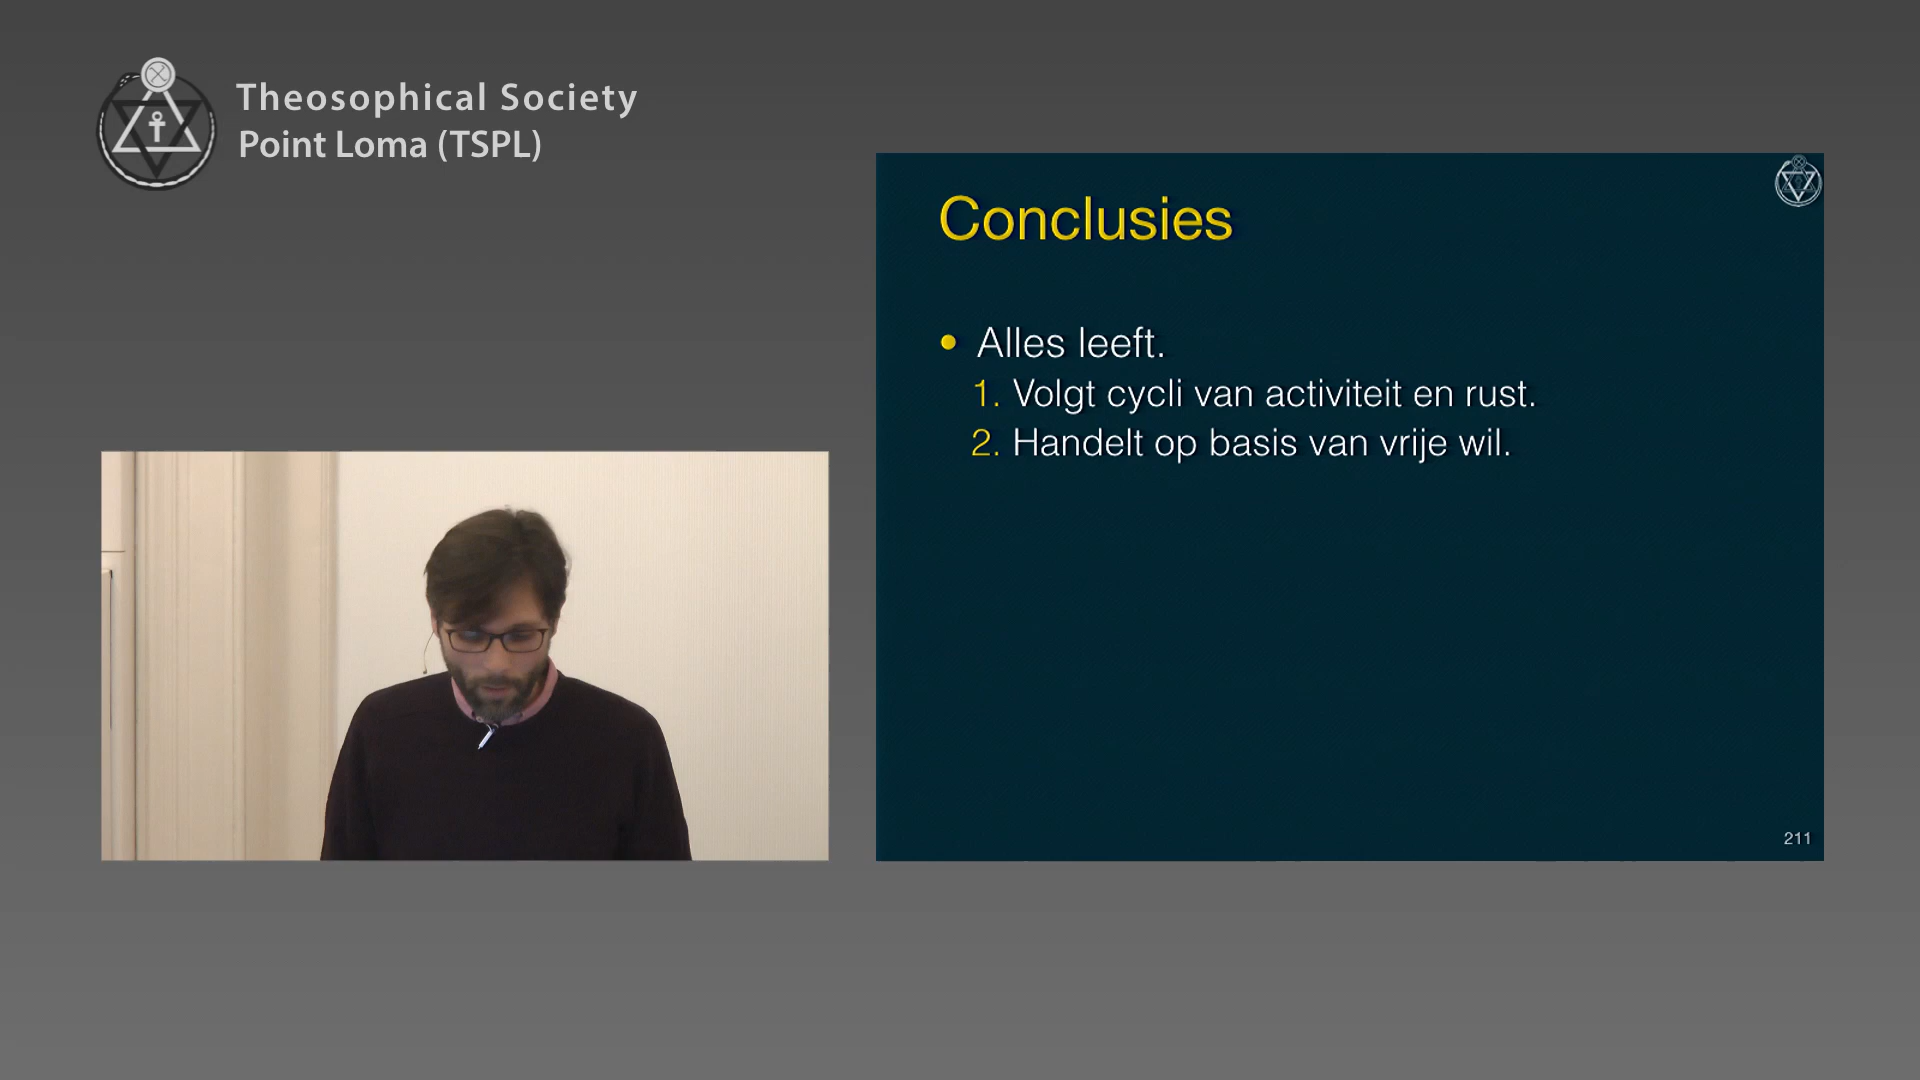 Theosophical Society
Point Loma (TSPL)
Conclusies
• Alles leeft.
1. Volgt cycli van activiteit en rust.
2. Handelt op basis van vrije wil.
211